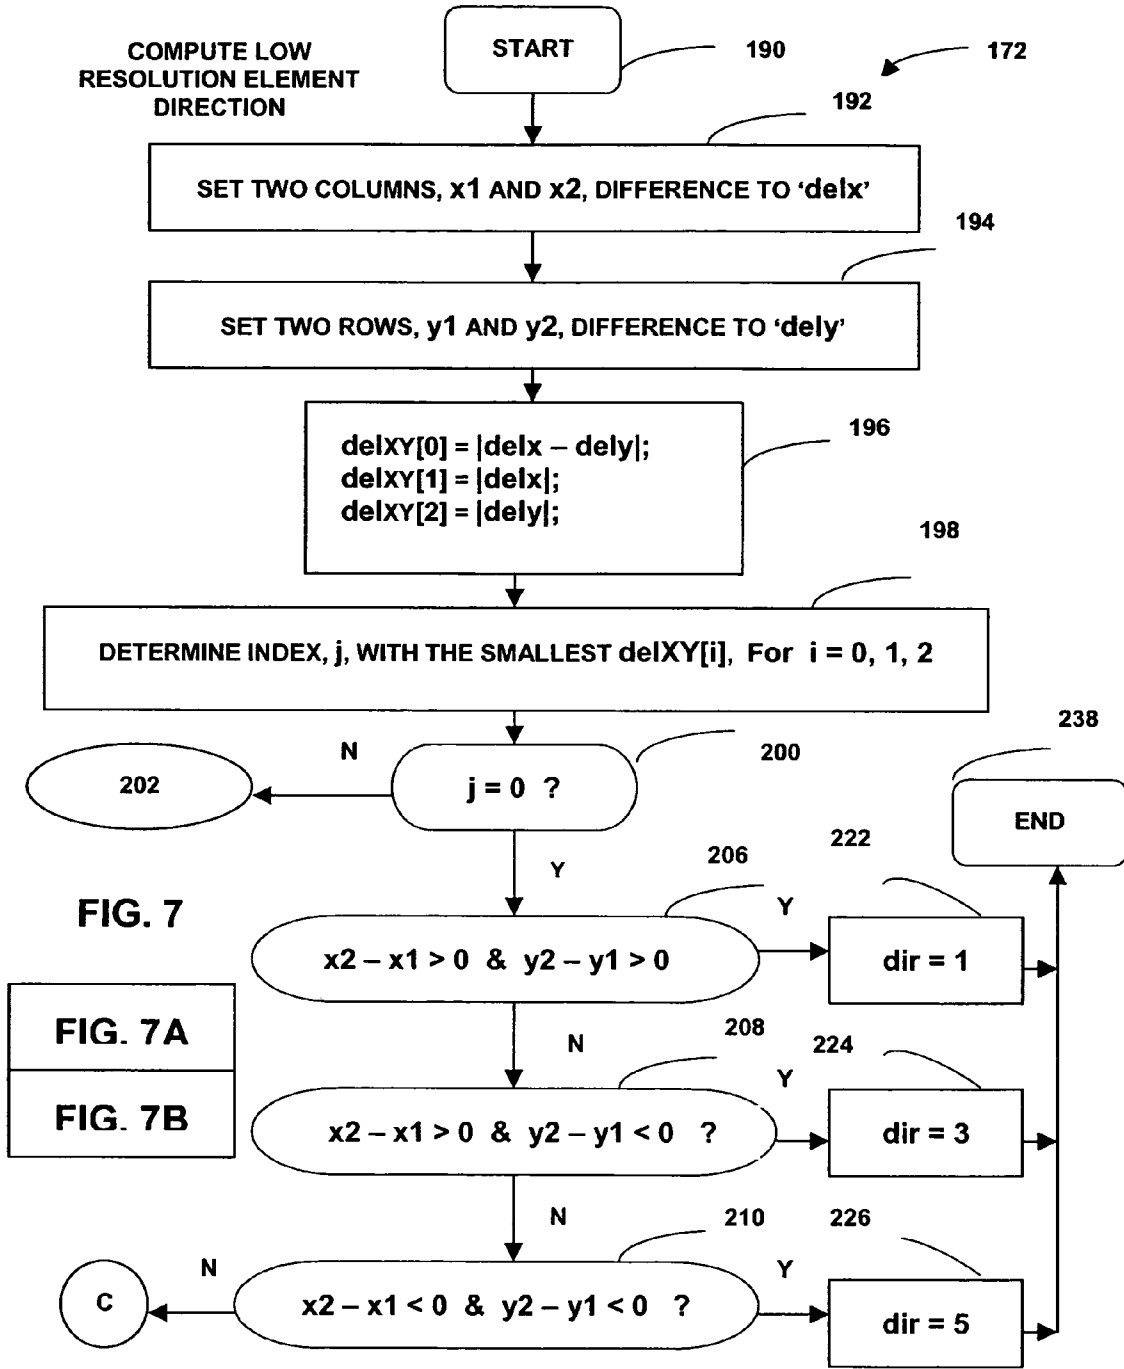 START
190
172
COMPUTE LOW
RESOLUTION ELEMENT
DIRECTION
192
SET TWO COLUMNS, x1 AND x2, DIFFERENCE TO ‘delx’
194
SET TWO ROWS, y1 AND y2, DIFFERENCE TO ‘dely’
196
delXY[0] = |delx – dely|;
delXY[1] = |delx|;
delXY[2] = |dely|;
198
DETERMINE INDEX, j, WITH THE SMALLEST delXY[i], For i = 0, 1, 2
238
N
200
202
j = 0 ?
END
Y
206
222
FIG. 7
Y
x2 – x1 > 0 & y2 – y1 > 0
dir = 1
FIG. 7A
N
208
224
Y
FIG. 7B
x2 – x1 > 0 & y2 – y1 < 0 ?
dir = 3
N
210
226
N
Y
C
x2 – x1 < 0 & y2 – y1 < 0 ?
dir = 5